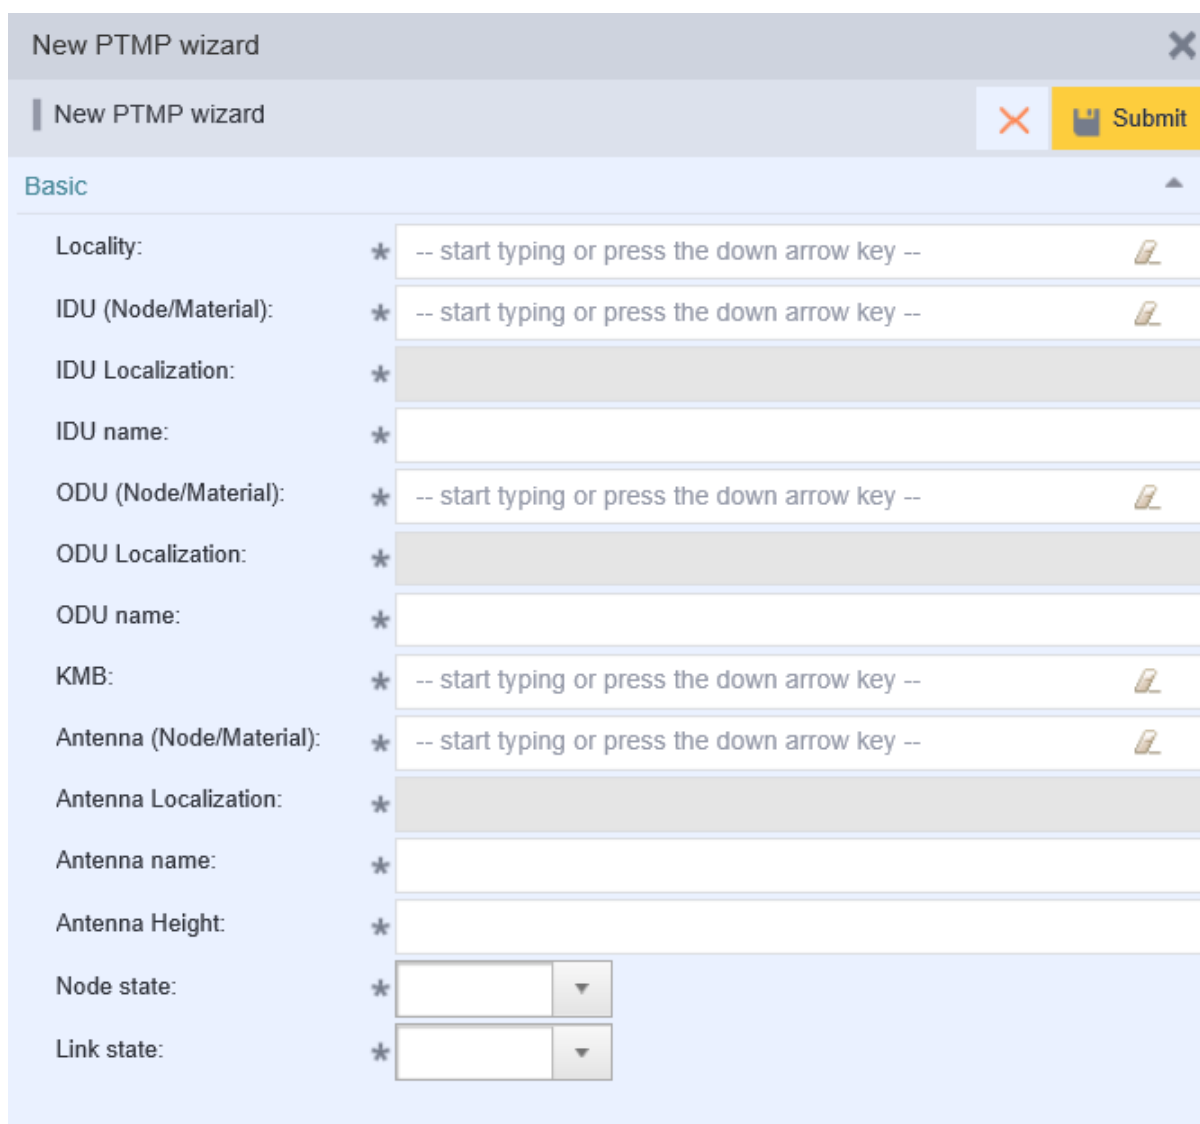 New PTMP wizard
New PTMP wizard
Submit
Basic
Locality: * -- start typing or press the down arrow key --
IDU (Node/Material): * -- start typing or press the down arrow key --
IDU Localization: *
IDU name: *
ODU (Node/Material): * -- start typing or press the down arrow key --
ODU Localization: *
ODU name: *
KMB: * -- start typing or press the down arrow key --
Antenna (Node/Material): * -- start typing or press the down arrow key --
Antenna Localization: *
Antenna name: *
Antenna Height: *
Node state: *
Link state: *